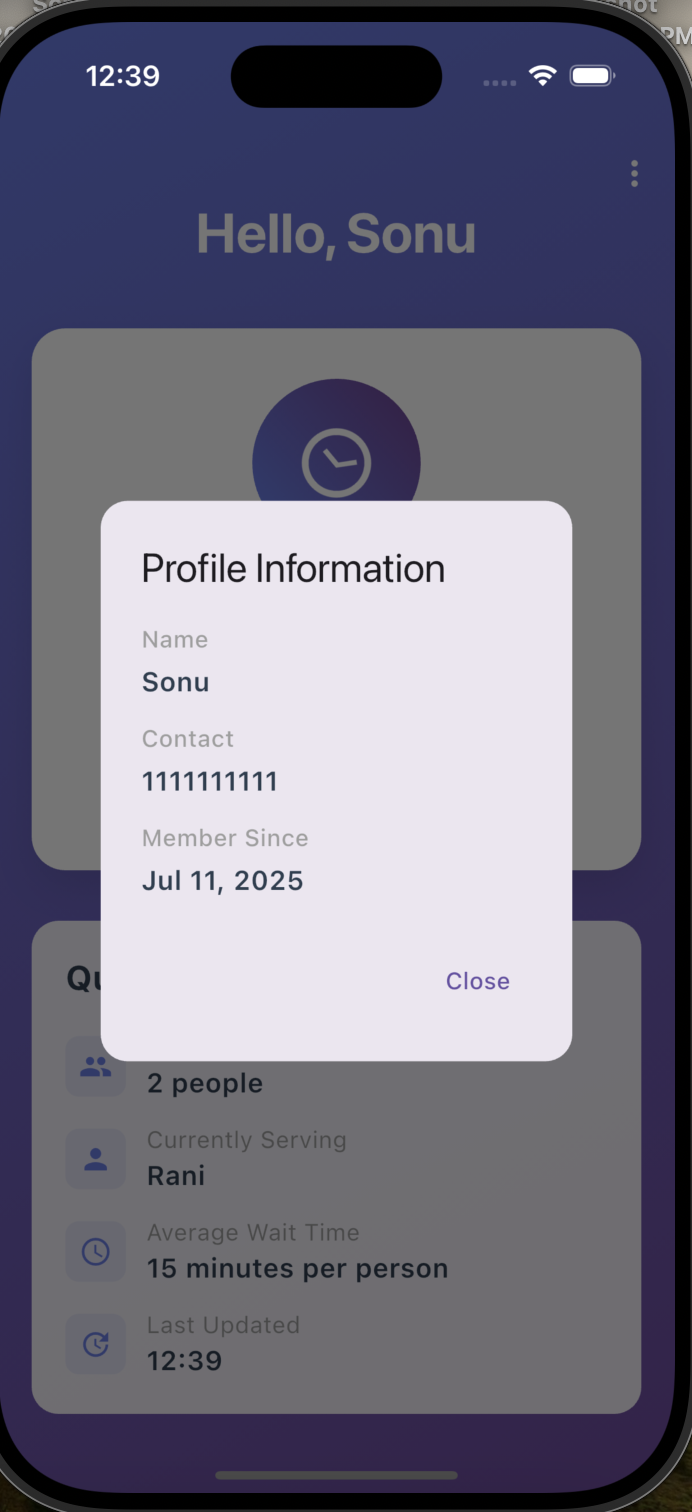 12:39
Hello, Sonu
Profile Information
Name
Sonu
Contact
1111111111
Member Since
Jul 11, 2025
Close
2 people
Currently Serving
Rani
Average Wait Time
15 minutes per person
Last Updated
12:39